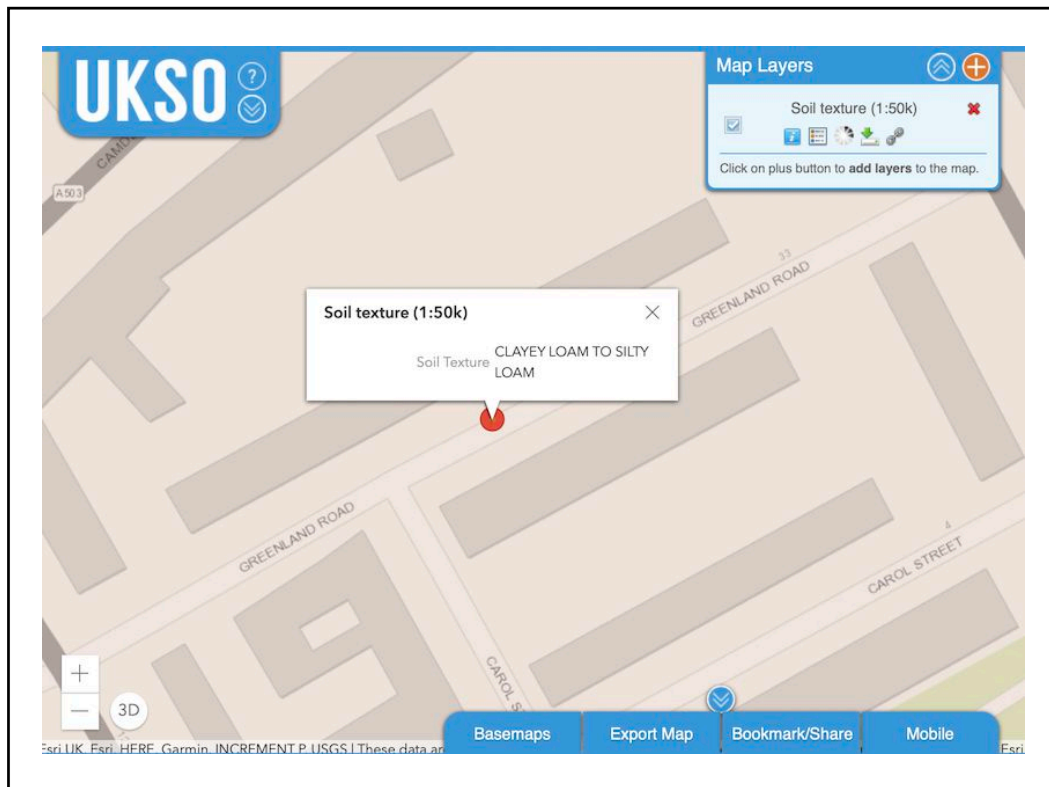 UKSO
?
Map Layers
Soil texture (1:50k)
Click on plus button to add layers to the map.
A503
33
GREENLAND ROAD
Soil texture (1:50k)
Soil Texture
CLAYEY LOAM TO SILTY
LOAM
GREENLAND ROAD
4
CAROL STREET
CAROL
+
−
3D
Basemaps
Export Map
Bookmark/Share
Mobile
Esri UK, Esri, HERE, Garmin, INCREMENT P, USGS | These data
Esri